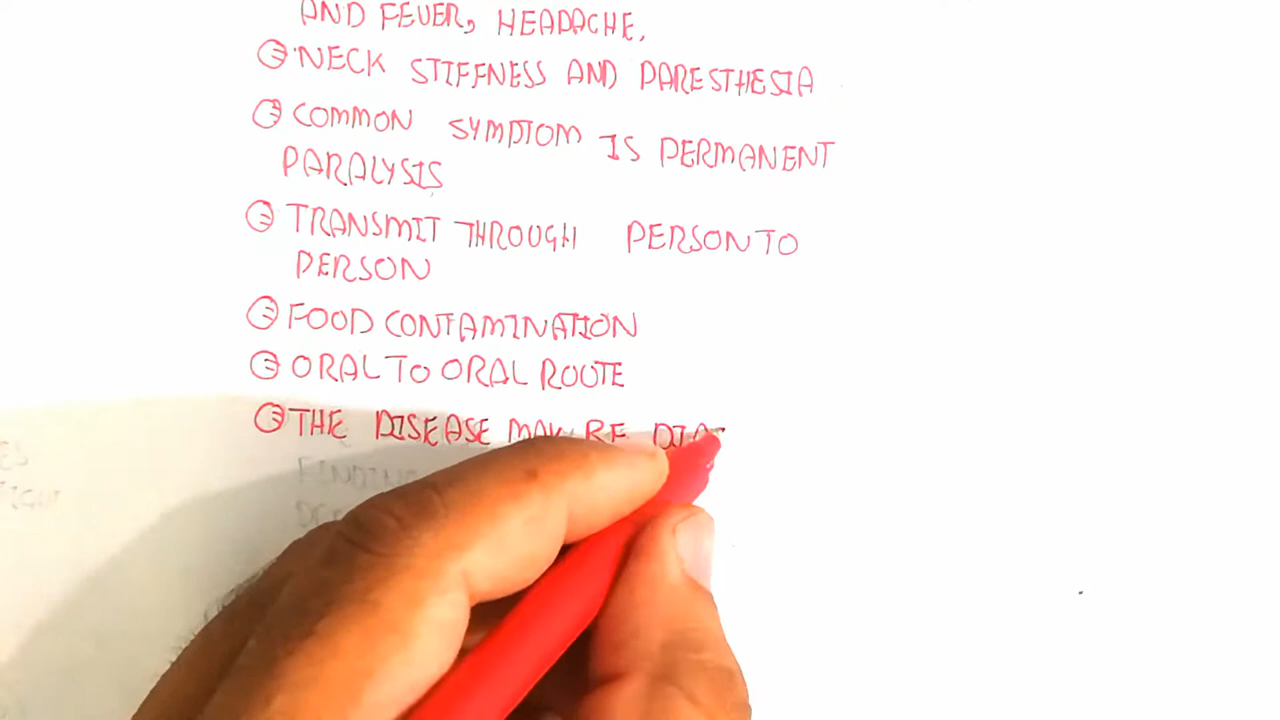 AND FEVER, HEADACHE,
NECK STIFFNESS AND PARESTHESIA
COMMON SYMPTOM IS PERMANENT
PARALYSIS
TRANSMIT THROUGH PERSON TO
PERSON
FOOD CONTAMINATION
ORAL TO ORAL ROUTE
THE DISEASE MAY BE